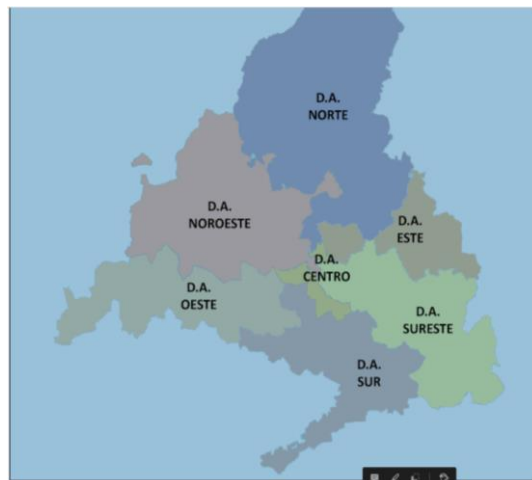 D.A.
NORTE
D.A.
NOROESTE
D.A.
ESTE
D.A.
CENTRO
D.A.
OESTE
D.A.
SURESTE
D.A.
SUR